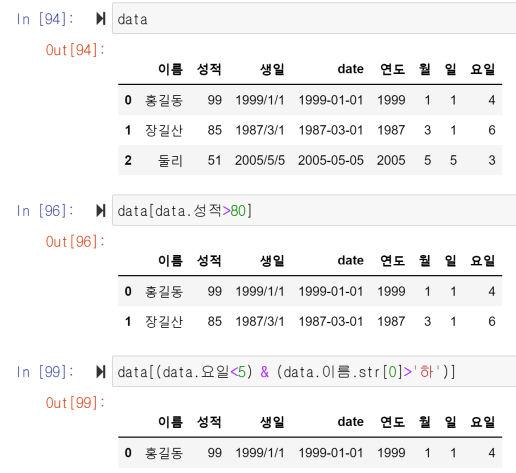 In [94]: data
Out[94]:
이름 성적 생일 date 연도 월 일 요일
0 홍길동 99 1999/1/1 1999-01-01 1999 1 1 4
1 장길산 85 1987/3/1 1987-03-01 1987 3 1 6
2 둘리 51 2005/5/5 2005-05-05 2005 5 5 3
In [96]: data[data.성적>80]
Out[96]:
이름 성적 생일 date 연도 월 일 요일
0 홍길동 99 1999/1/1 1999-01-01 1999 1 1 4
1 장길산 85 1987/3/1 1987-03-01 1987 3 1 6
In [99]: data[(data.요일<5) & (data.이름.str[0]>'하')]
Out[99]:
이름 성적 생일 date 연도 월 일 요일
0 홍길동 99 1999/1/1 1999-01-01 1999 1 1 4